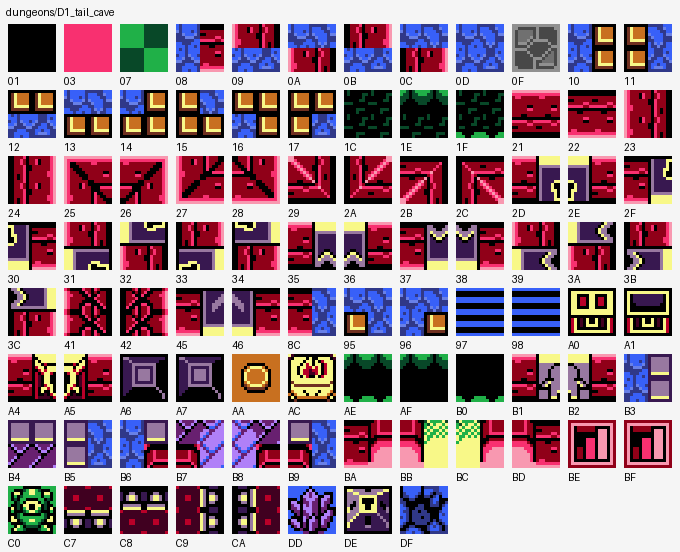 dungeons/D1_tail_cave
01 03 07 08 09 0A 0B 0C 0D 0F 10 11
12 13 14 15 16 17 1C 1E 1F 21 22 23
24 25 26 27 28 29 2A 2B 2C 2D 2E 2F
30 31 32 33 34 35 36 37 38 39 3A 3B
3C 41 42 45 46 8C 95 96 97 98 A0 A1
A4 A5 A6 A7 AA AC AE AF B0 B1 B2 B3
B4 B5 B6 B7 B8 B9 BA BB BC BD BE BF
C0 C7 C8 C9 CA DD DE DF